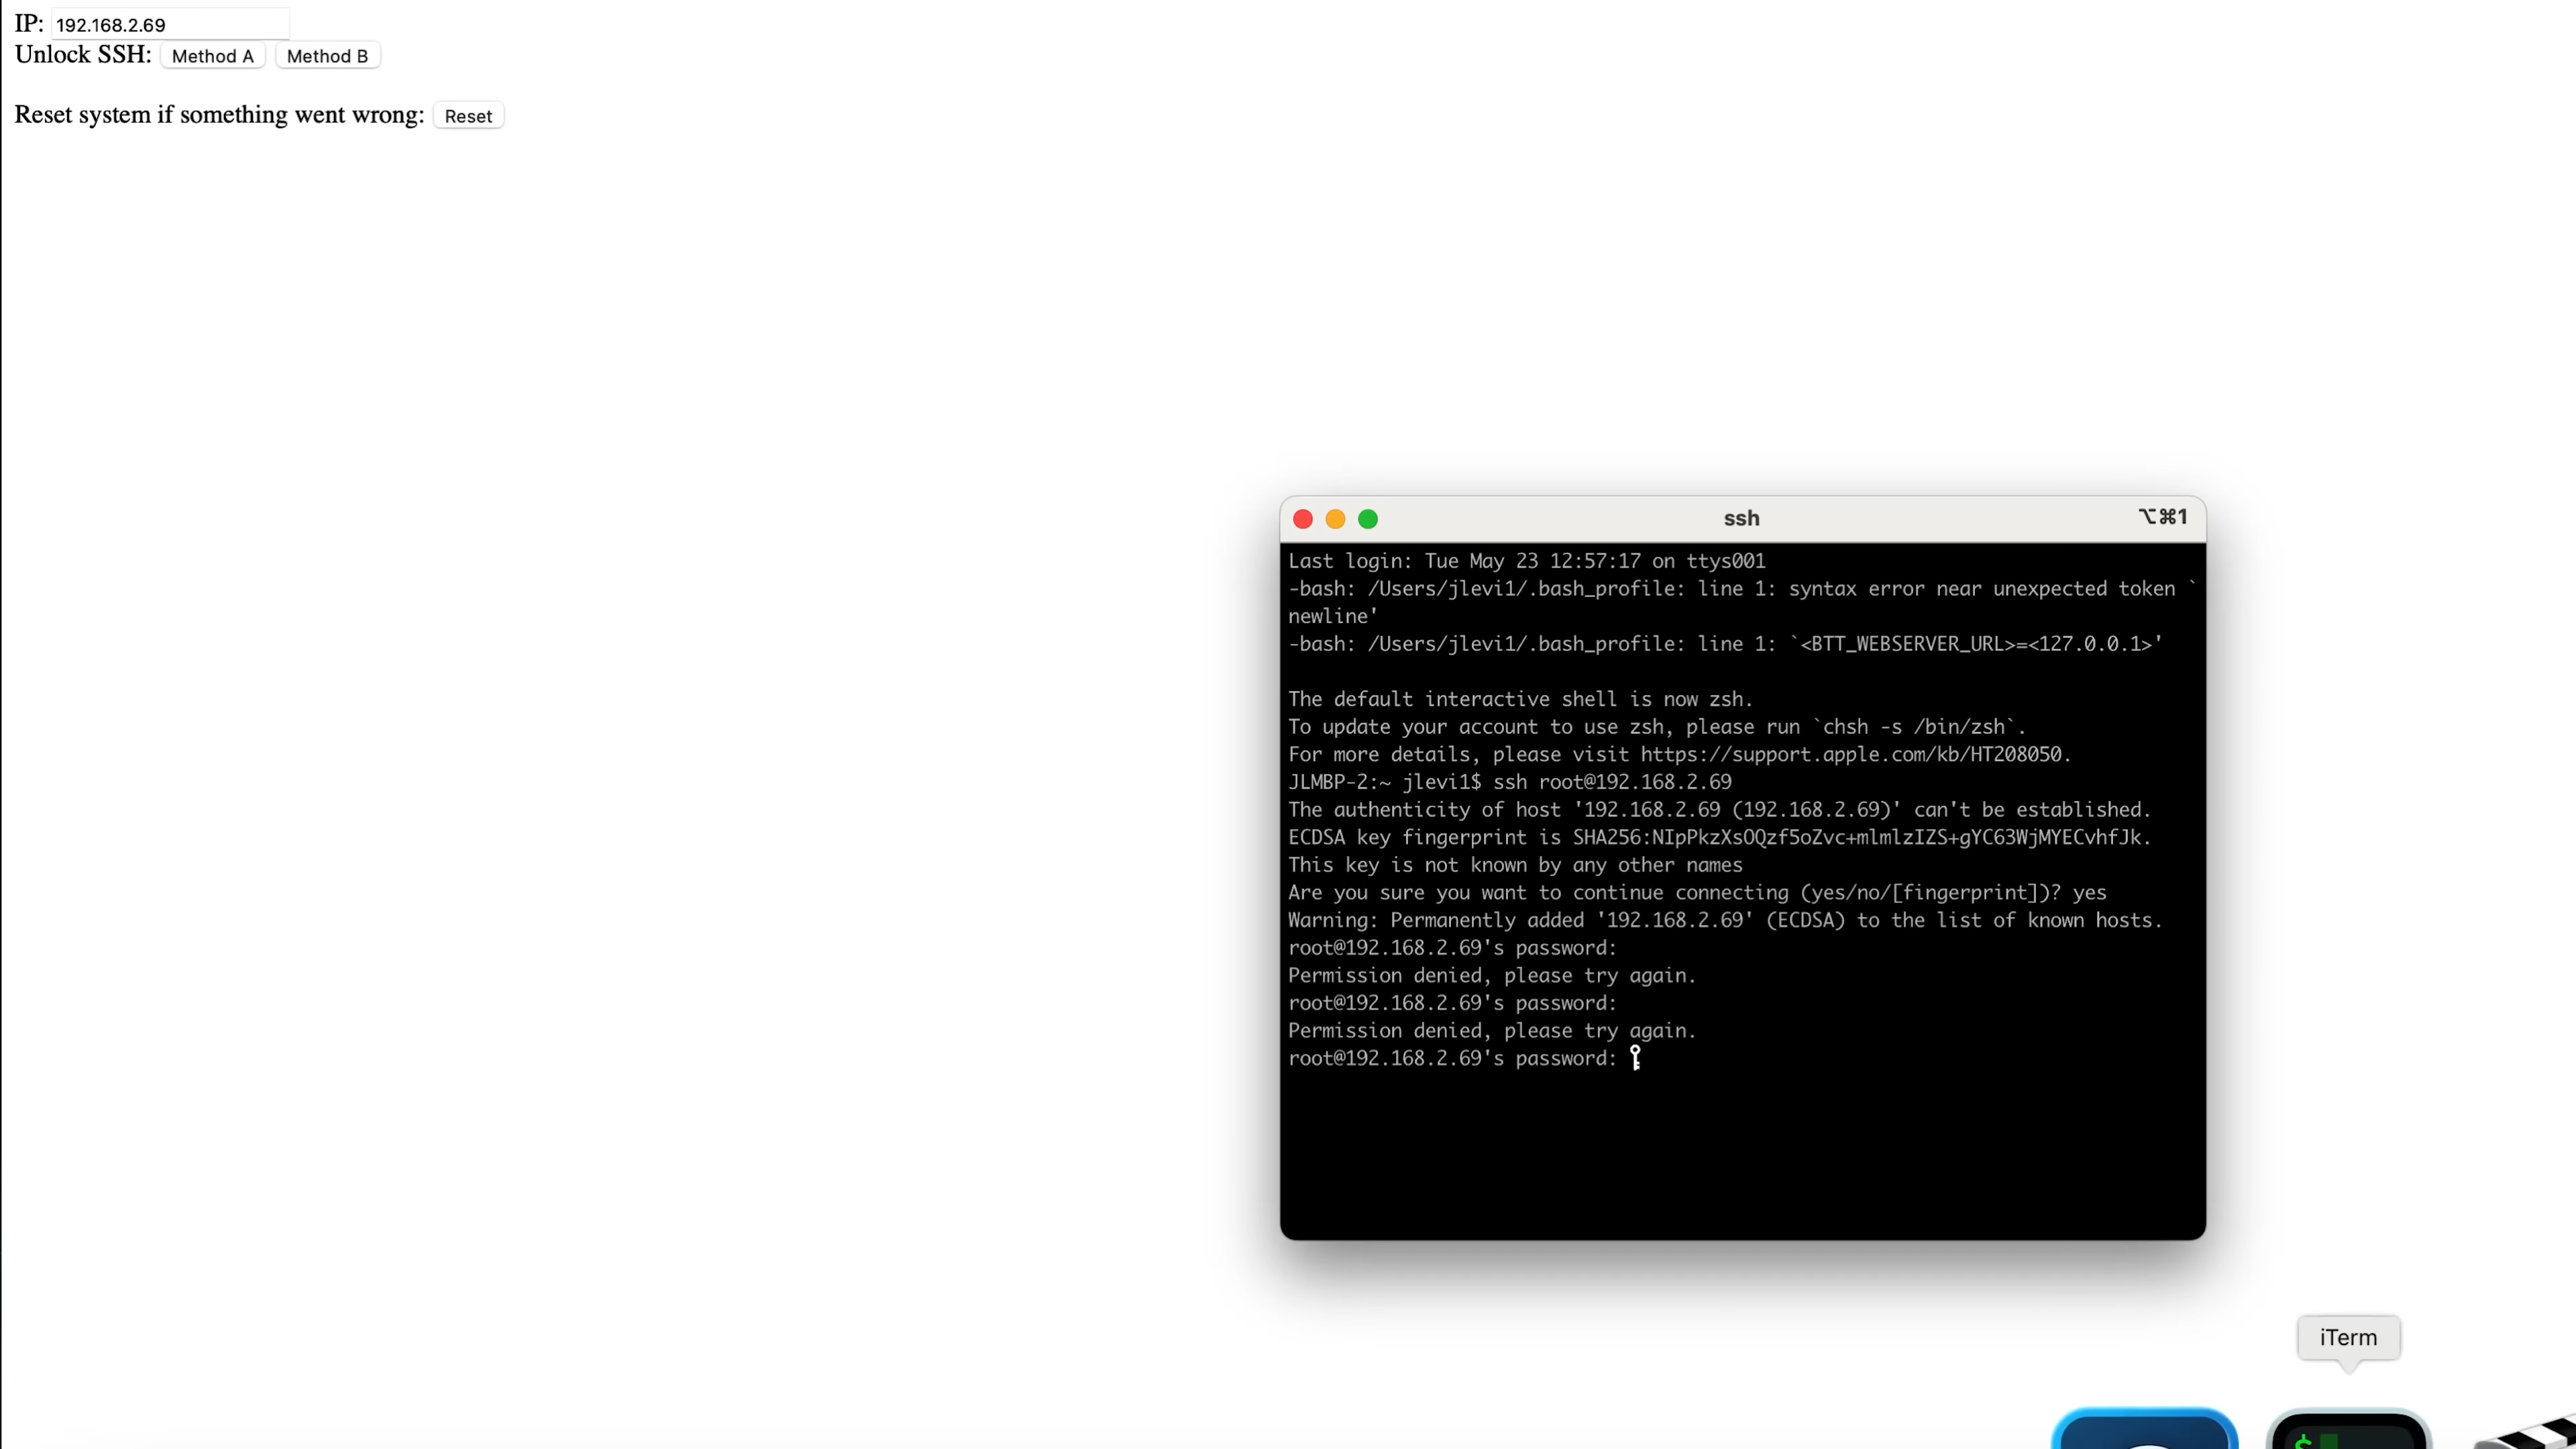 IP: 192.168.2.69
Unlock SSH: Method A Method B
Reset system if something went wrong: Reset
ssh ⌥⌘1
Last login: Tue May 23 12:57:17 on ttys001
-bash: /Users/jlevi1/.bash_profile: line 1: syntax error near unexpected token `
newline'
-bash: /Users/jlevi1/.bash_profile: line 1: `<BTT_WEBSERVER_URL>=<127.0.0.1>'
The default interactive shell is now zsh.
To update your account to use zsh, please run `chsh -s /bin/zsh`.
For more details, please visit https://support.apple.com/kb/HT208050.
JLMBP-2:~ jlevi1$ ssh root@192.168.2.69
The authenticity of host '192.168.2.69 (192.168.2.69)' can't be established.
ECDSA key fingerprint is SHA256:NIpPkzXsOQzf5oZvc+mlmlzIZS+gYC63WjMYECvhfJk.
This key is not known by any other names
Are you sure you want to continue connecting (yes/no/[fingerprint])? yes
Warning: Permanently added '192.168.2.69' (ECDSA) to the list of known hosts.
root@192.168.2.69's password:
Permission denied, please try again.
root@192.168.2.69's password:
Permission denied, please try again.
root@192.168.2.69's password:
iTerm
$